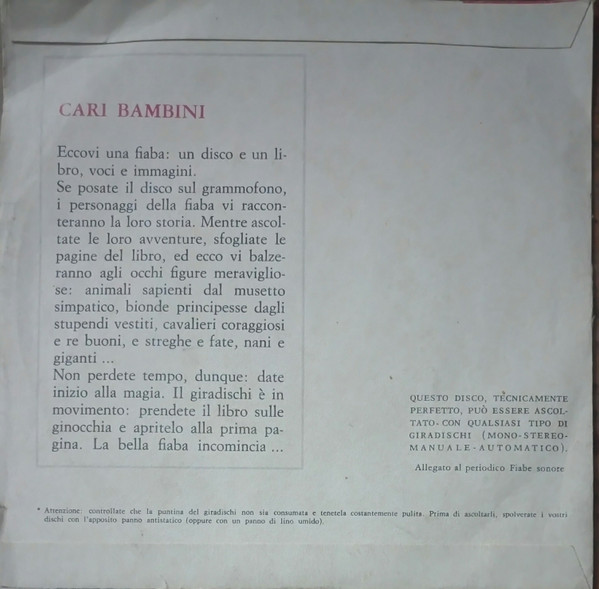 CARI BAMBINI
Eccovi una fiaba: un disco e un li-
bro, voci e immagini.
Se posate il disco sul grammofono,
i personaggi della fiaba vi raccon-
teranno la loro storia. Mentre ascol-
tate le loro avventure, sfogliate le
pagine del libro, ed ecco vi balze-
ranno agli occhi figure meraviglio-
se: animali sapienti dal musetto
simpatico, bionde principesse dagli
stupendi vestiti, cavalieri coraggiosi
e re buoni, e streghe e fate, nani e
giganti ...
Non perdete tempo, dunque: date
inizio alla magia. Il giradischi è in
movimento: prendete il libro sulle
ginocchia e apritelo alla prima pa-
gina. La bella fiaba incomincia ...
QUESTO DISCO, TECNICAMENTE
PERFETTO, PUÒ ESSERE ASCOL-
TATO CON QUALSIASI TIPO DI
GIRADISCHI (MONO-STEREO-
MANUALE-AUTOMATICO).
Allegato al periodico Fiabe sonore
* Attenzione: controllate che la puntina del giradischi non sia consumata e tenetela costantemente pulita. Prima di ascoltarli, spolverate i vostri
dischi con l'apposito panno antistatico (oppure con un panno di lino umido).